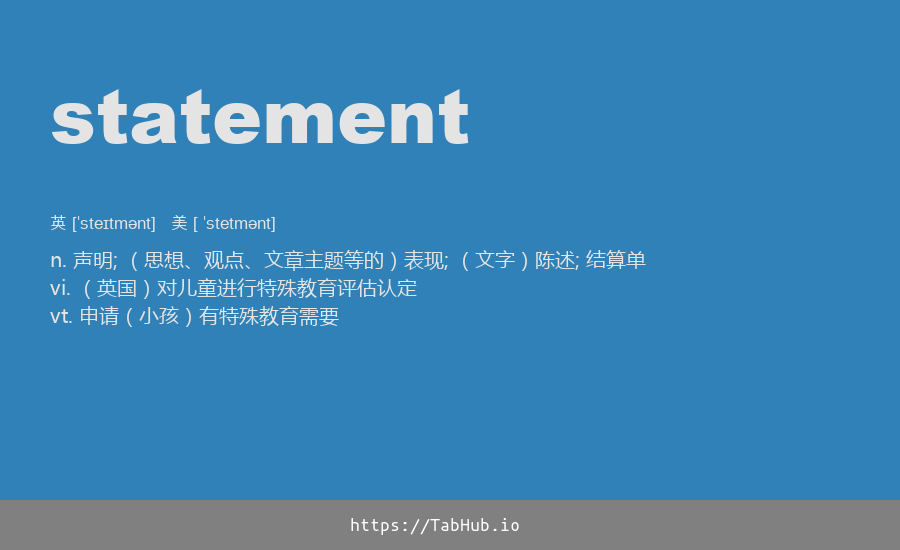 statement
英 [ˈsteɪtmənt] 美 [ ˈstetmənt]
n. 声明; （思想、观点、文章主题等的）表现; （文字）陈述; 结算单
vi. （英国）对儿童进行特殊教育评估认定
vt. 申请（小孩）有特殊教育需要
https://TabHub.io